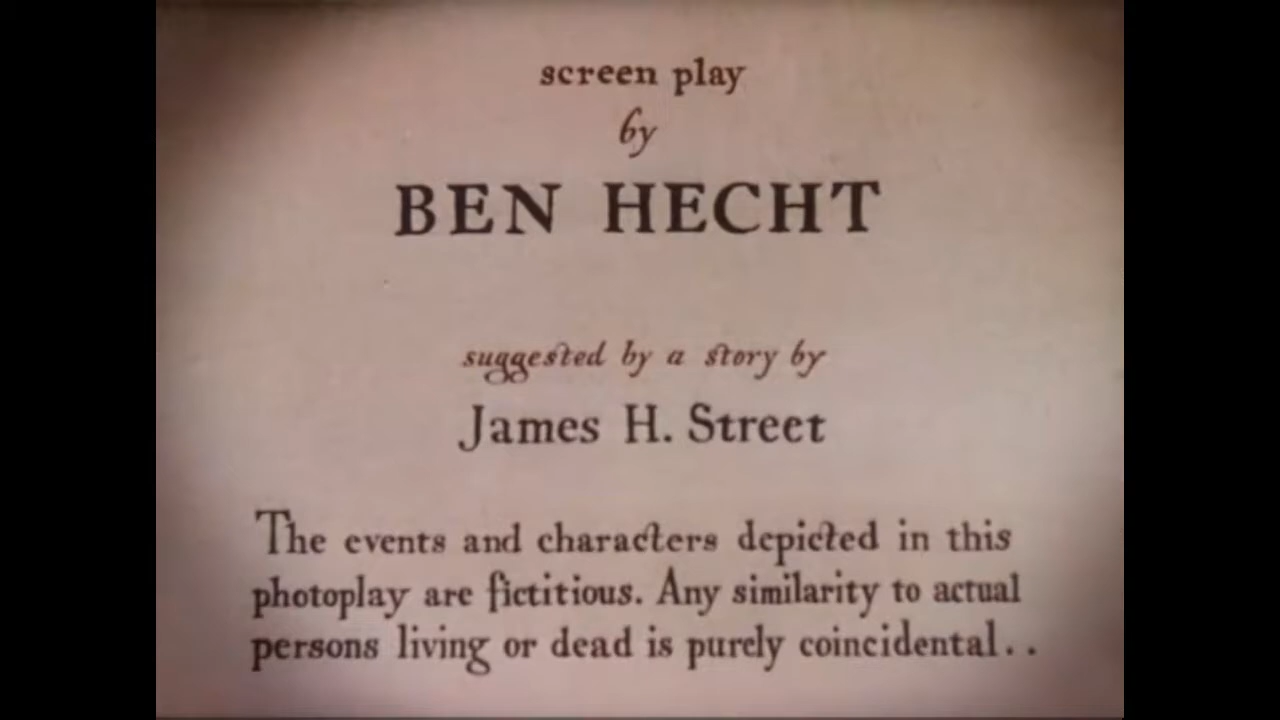 screen play
by
BEN HECHT
suggested by a story by
James H. Street
The events and characters depicted in this
photoplay are fictitious. Any similarity to actual
persons living or dead is purely coincidental..